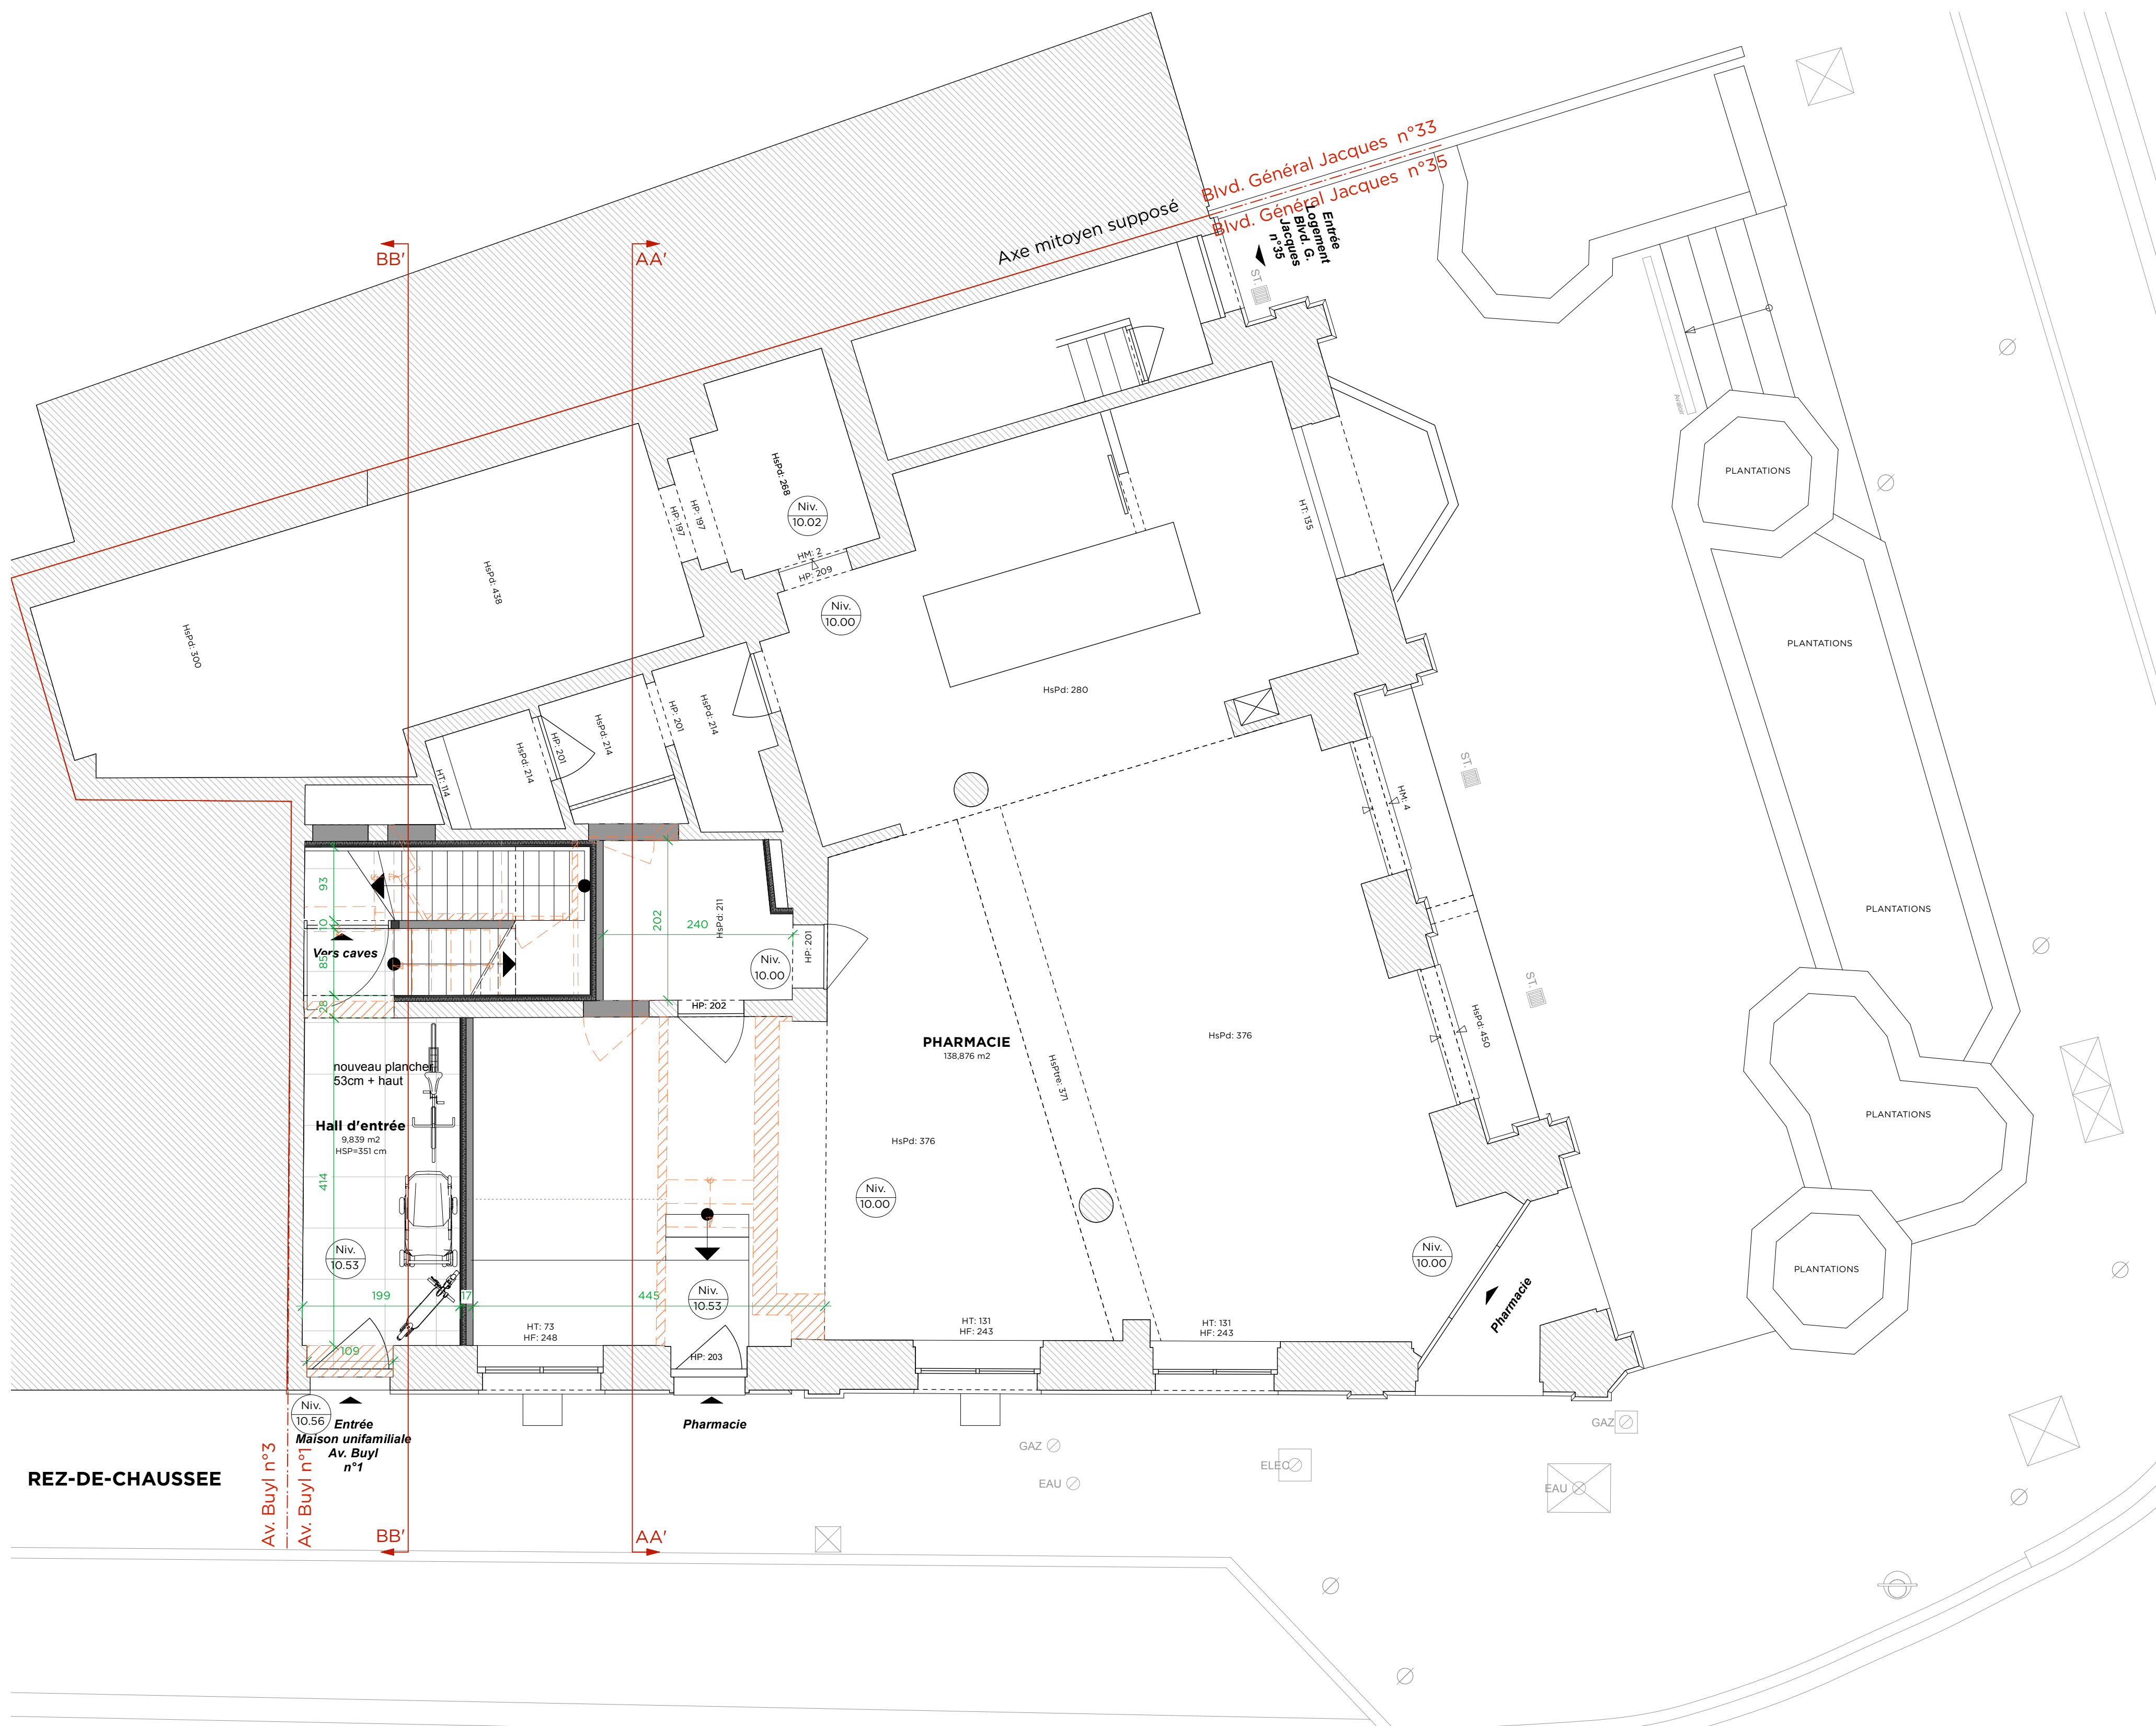 Blvd. Général Jacques n°33
Blvd. Général Jacques n°35
Axe mitoyen supposé
Entrée
Logement
Blvd. G.
Jacques
n°35
ST.
BB'
AA'
Avaloir
PLANTATIONS
HsPd: 268
Niv.
10.02
HP: 197
HP: 197
HT: 135
HM: 2
HP: 209
HsPd: 438
Niv.
10.00
HsPd: 300
PLANTATIONS
HsPd: 280
HsPd: 214
HP: 201
HsPd: 214
HP: 201
HsPd: 214
HT: 114
ST.
HM: 4
93
10
85
28
202
240
HsPd: 211
HP: 201
Niv.
10.00
Vers caves
PLANTATIONS
ST.
HP: 202
HsPd: 450
PHARMACIE
138,876 m2
HsPd: 376
HsPtre: 371
nouveau plancher
53cm + haut
Hall d'entrée
9,839 m2
HSP=351 cm
PLANTATIONS
HsPd: 376
414
Niv.
10.00
Niv.
10.53
Niv.
10.00
Niv.
10.53
PLANTATIONS
199
17
445
Pharmacie
HT: 73
HF: 248
HT: 131
HF: 243
HT: 131
HF: 243
109
HP: 203
Niv.
10.56
Entrée
Maison unifamiliale
Av. Buyl
n°1
Pharmacie
GAZ
GAZ
ELEC
EAU
EAU
REZ-DE-CHAUSSEE
Av. Buyl n°3
Av. Buyl n°1
BB'
AA'